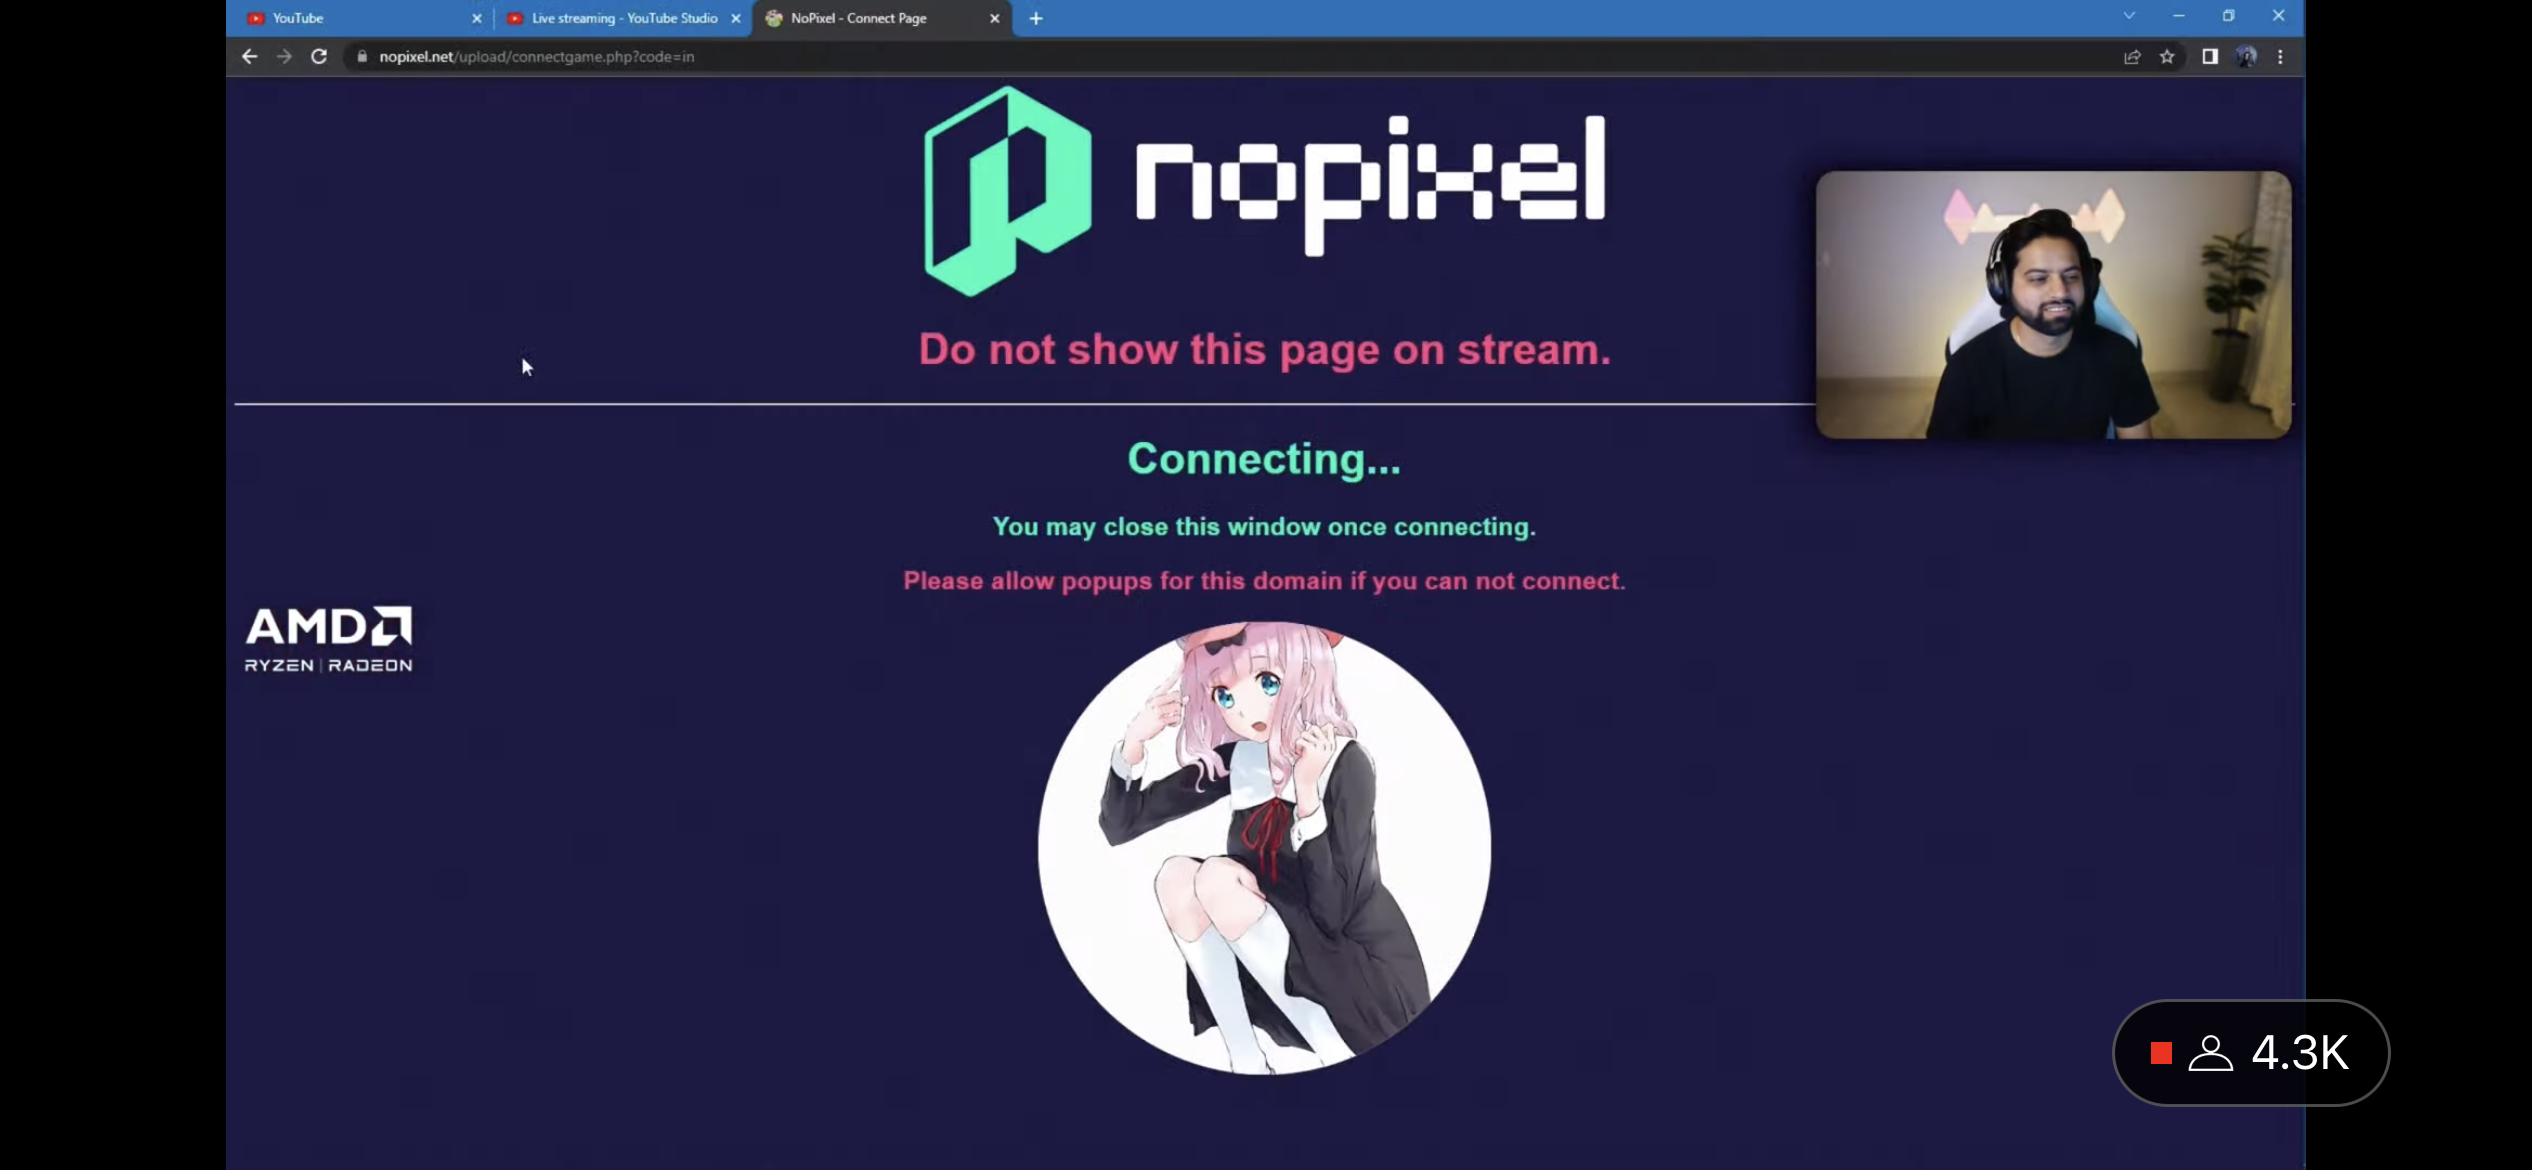 YouTube
Live streaming - YouTube Studio
NoPixel - Connect Page
nopixel.net/upload/connectgame.php?code=in
nopixel
Do not show this page on stream.
Connecting...
You may close this window once connecting.
Please allow popups for this domain if you can not connect.
AMD
RYZEN | RADEON
4.3K